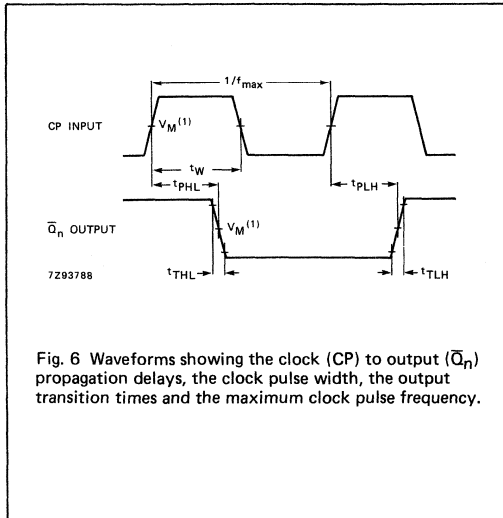 1/fmax
CP INPUT
VM(1)
tW
tPHL
tPLH
Q̅n OUTPUT
VM(1)
7Z93788
tTHL
tTLH
Fig. 6 Waveforms showing the clock (CP) to output (Q̅n)
propagation delays, the clock pulse width, the output
transition times and the maximum clock pulse frequency.